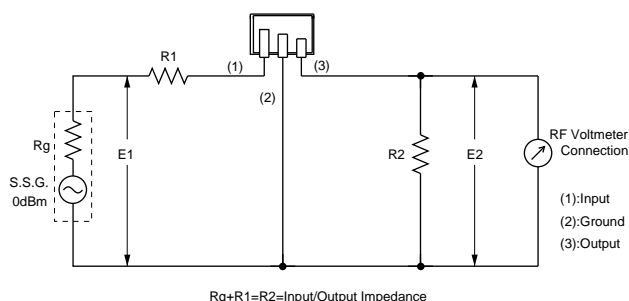 R1
(1)
(2)
(3)
Rg
S.S.G.
0dBm
E1
R2
E2
RF Voltmeter
Connection
(1):Input
(2):Ground
(3):Output
Rg+R1=R2=Input/Output Impedance